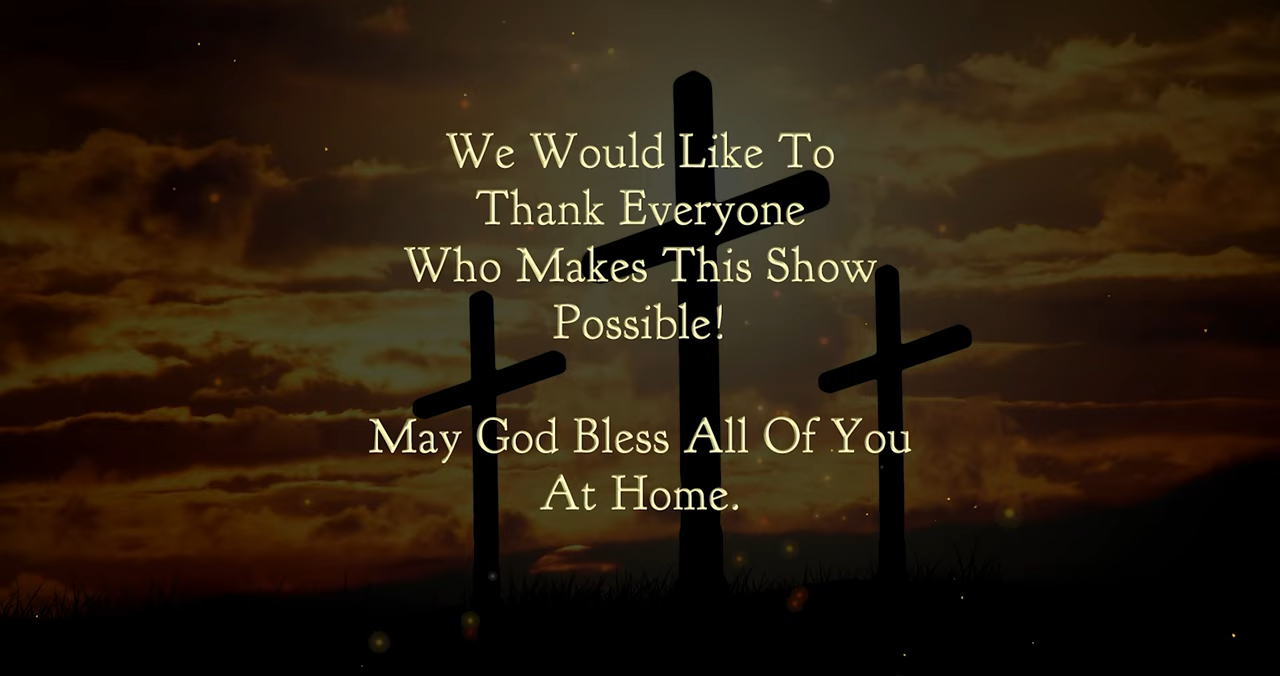 We Would Like To
Thank Everyone
Who Makes This Show
Possible!
May God Bless All Of You
At Home.